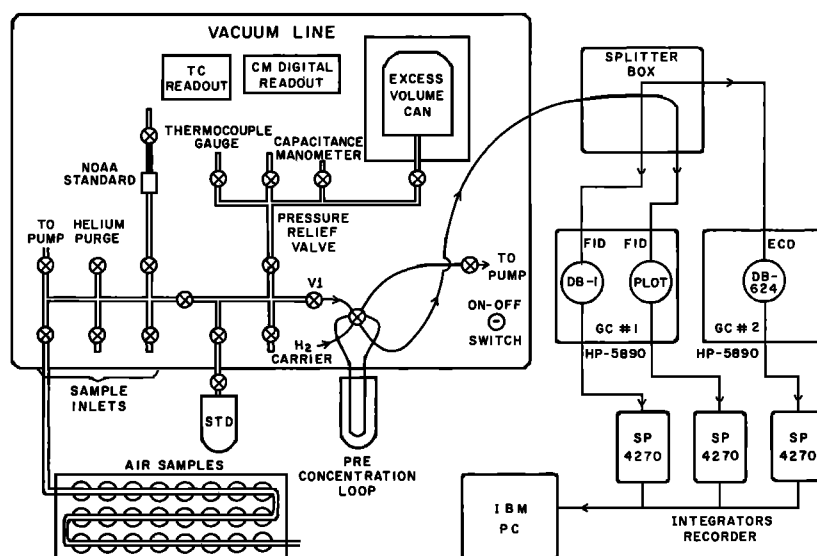 VACUUM LINE
TC
READOUT
CM DIGITAL
READOUT
EXCESS
VOLUME
CAN
SPLITTER
BOX
THERMOCOUPLE
GAUGE
CAPACITANCE
MANOMETER
NOAA
STANDARD
TO
PUMP
HELIUM
PURGE
PRESSURE
RELIEF
VALVE
TO
PUMP
V1
H2
CARRIER
ON-OFF
SWITCH
FID
FID
ECD
DB-1
PLOT
DB-
624
GC #1
GC #2
HP-5890
HP-5890
SAMPLE
INLETS
STD
PRE
CONCENTRATION
LOOP
SP
4270
SP
4270
SP
4270
AIR SAMPLES
IBM
PC
INTEGRATORS
RECORDER